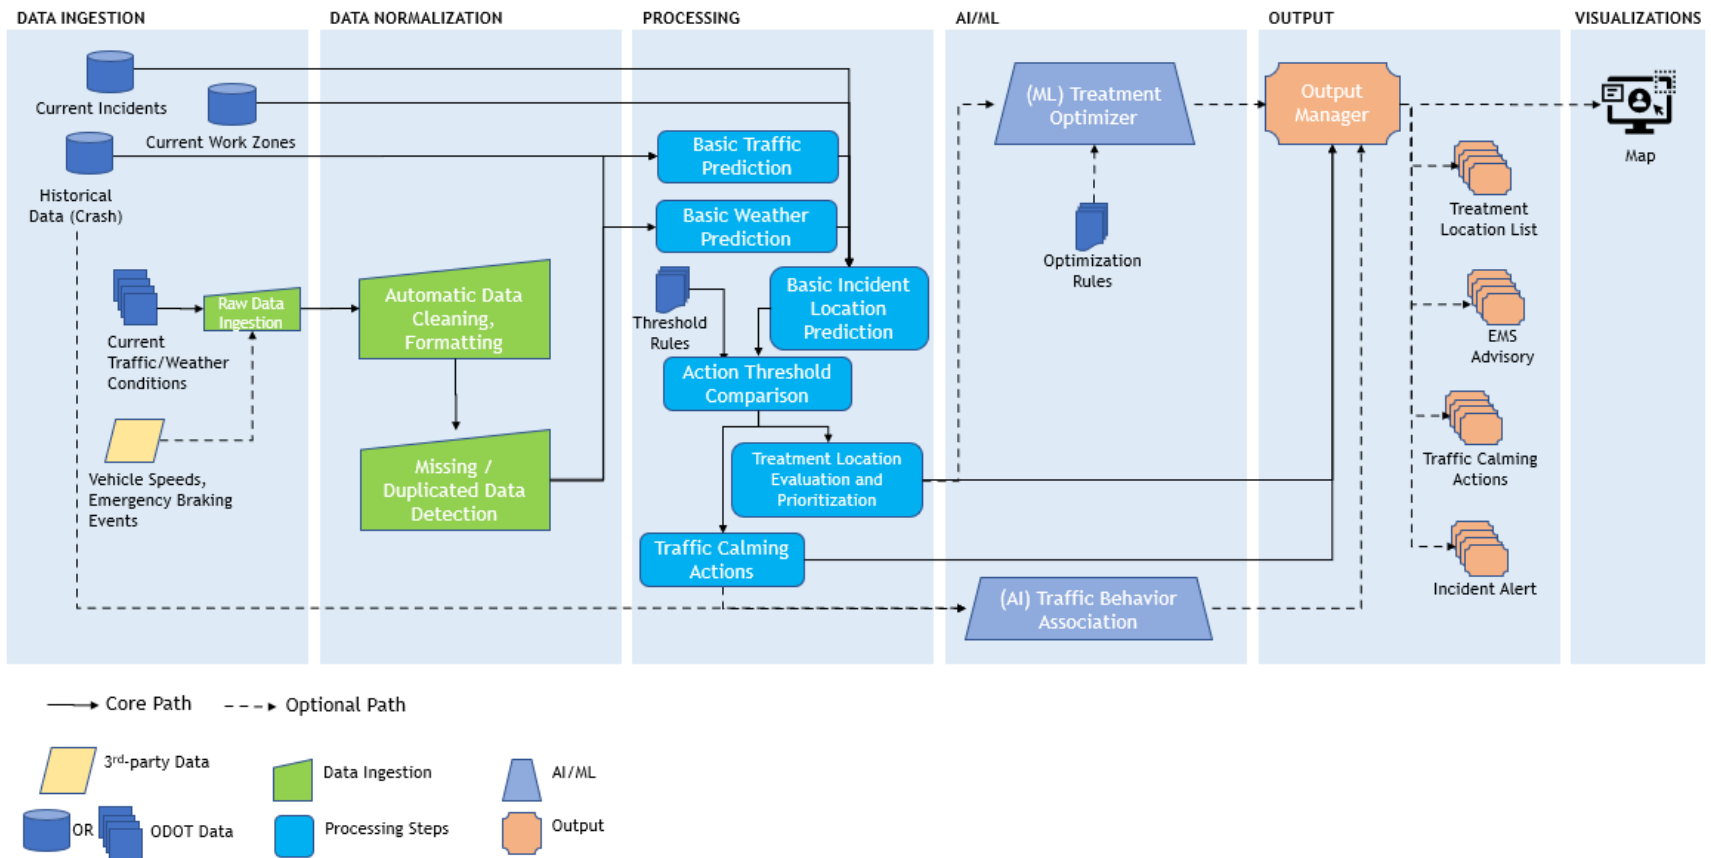 DATA INGESTION
DATA NORMALIZATION
PROCESSING
AI/ML
OUTPUT
VISUALIZATIONS
Current Incidents
Current Work Zones
Historical
Data (Crash)
Current
Traffic/Weather
Conditions
Raw Data
Ingestion
Vehicle Speeds,
Emergency Braking
Events
Automatic Data
Cleaning,
Formatting
Missing /
Duplicated Data
Detection
Basic Traffic
Prediction
Basic Weather
Prediction
Threshold
Rules
Basic Incident
Location
Prediction
Action Threshold
Comparison
Treatment Location
Evaluation and
Prioritization
Traffic Calming
Actions
(ML) Treatment
Optimizer
Optimization
Rules
(AI) Traffic Behavior
Association
Output
Manager
Treatment
Location List
EMS
Advisory
Traffic Calming
Actions
Incident Alert
Map
Core Path
Optional Path
3rd-party Data
Data Ingestion
AI/ML
OR
ODOT Data
Processing Steps
Output